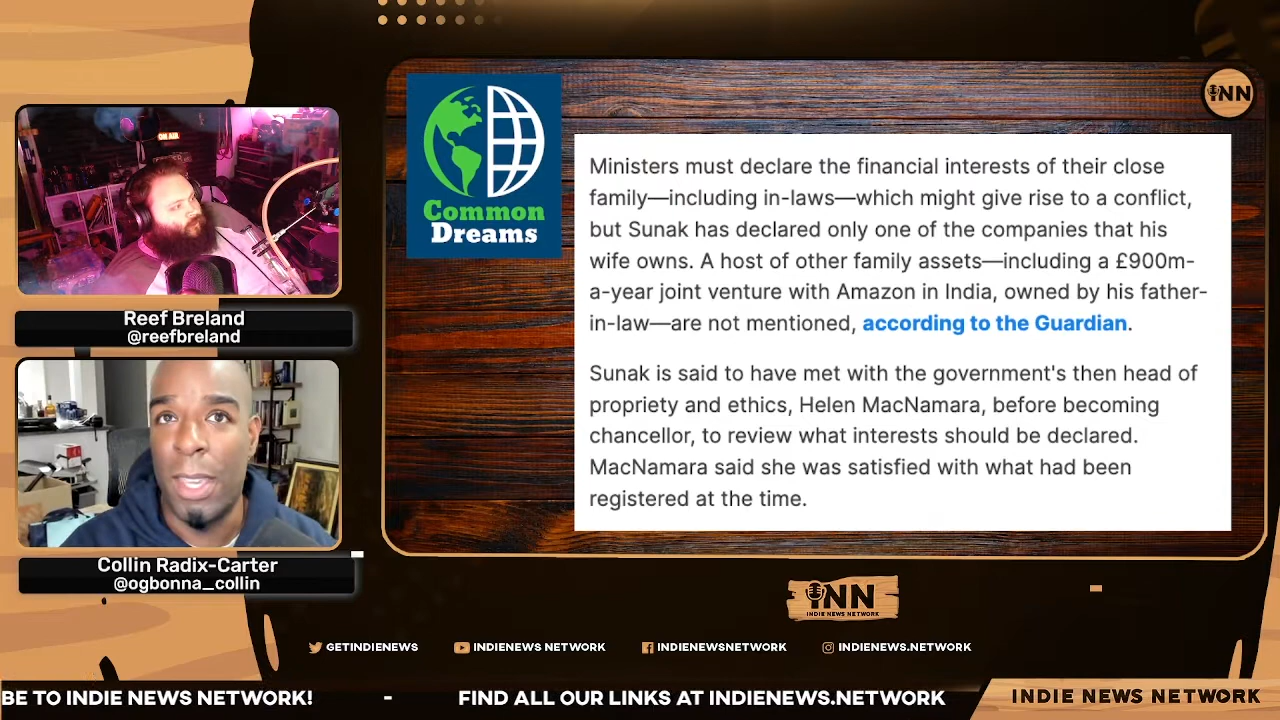 ON AIR
Reef Breland
@reefbreland
Collin Radix-Carter
@ogbonna_collin
Common
Dreams
Ministers must declare the financial interests of their close
family—including in-laws—which might give rise to a conflict,
but Sunak has declared only one of the companies that his
wife owns. A host of other family assets—including a £900m-
a-year joint venture with Amazon in India, owned by his father-
in-law—are not mentioned, according to the Guardian.
Sunak is said to have met with the government's then head of
propriety and ethics, Helen MacNamara, before becoming
chancellor, to review what interests should be declared.
MacNamara said she was satisfied with what had been
registered at the time.
iNN
iNN
INDIE NEWS NETWORK
GETINDIENEWS
INDIENEWS NETWORK
INDIENEWSNETWORK
INDIENEWS.NETWORK
BE TO INDIE NEWS NETWORK! - FIND ALL OUR LINKS AT INDIENEWS.NETWORK
INDIE NEWS NETWORK